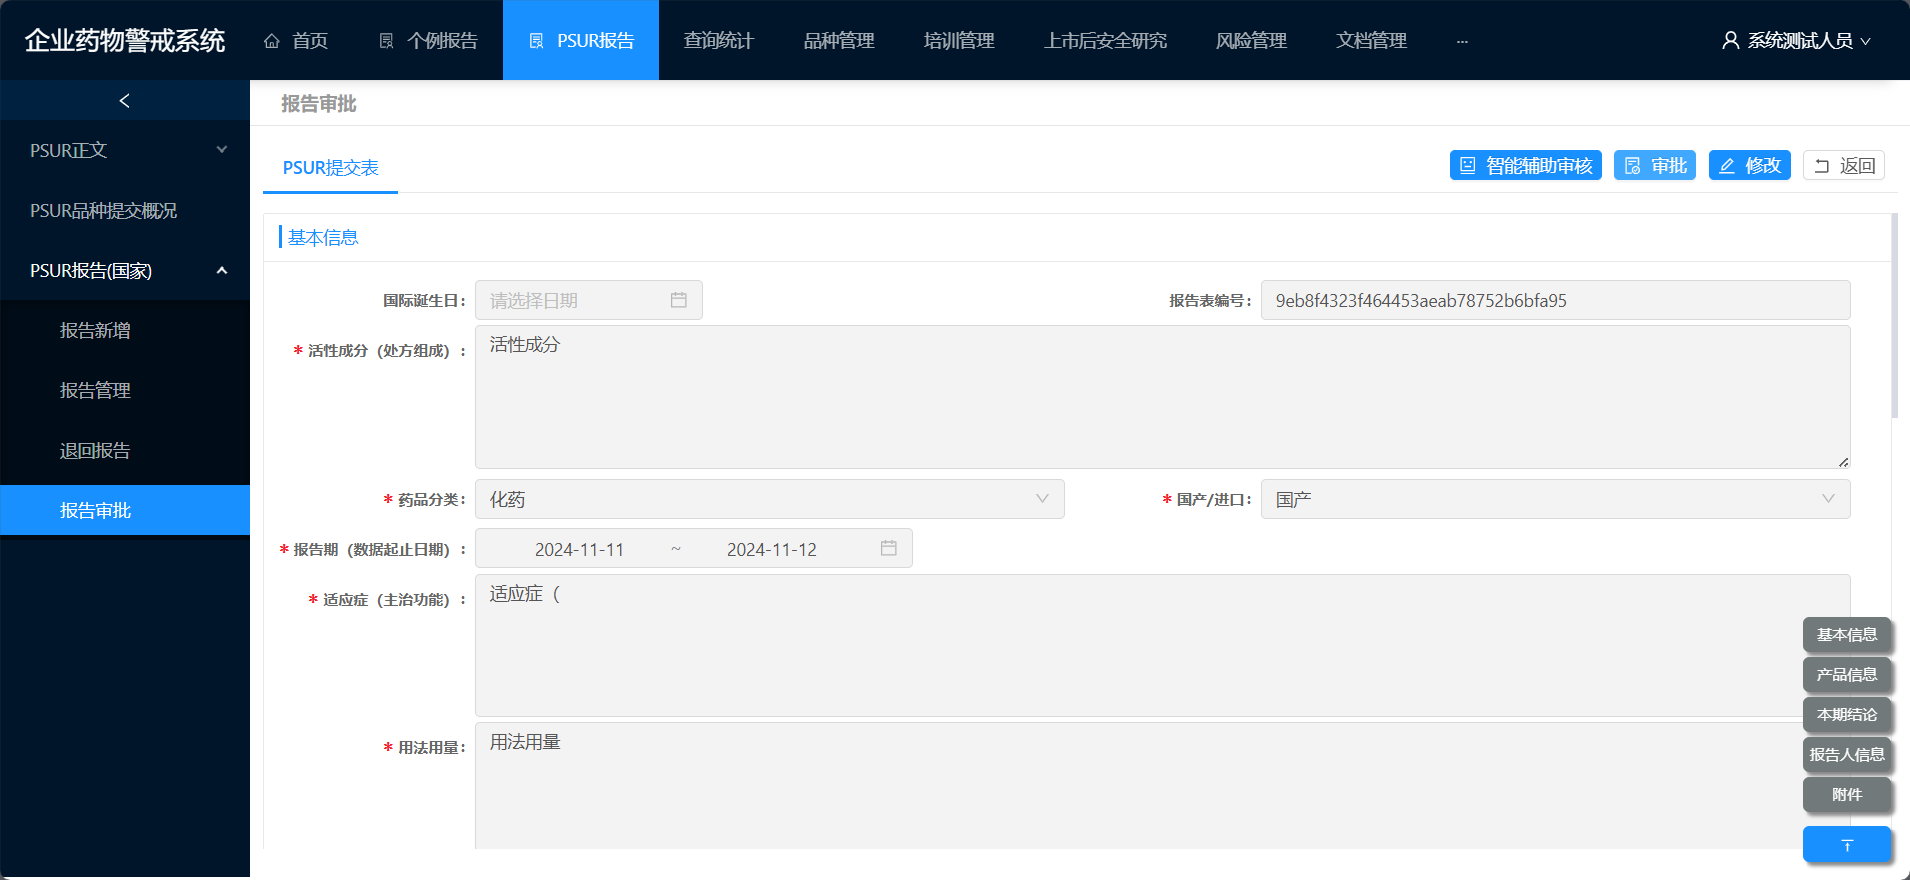 企业药物警戒系统
首页
个例报告
PSUR报告
查询统计
品种管理
培训管理
上市后安全研究
风险管理
文档管理
...
系统测试人员
PSUR正文
PSUR品种提交概况
PSUR报告(国家)
报告新增
报告管理
退回报告
报告审批
报告审批
PSUR提交表
智能辅助审核
审批
修改
返回
基本信息
国际诞生日：
请选择日期
报告表编号：
9eb8f4323f464453aeab78752b6bfa95
* 活性成分（处方组成）：
活性成分
* 药品分类：
化药
* 国产/进口：
国产
* 报告期（数据起止日期）：
2024-11-11 ~ 2024-11-12
* 适应症（主治功能）：
适应症（
* 用法用量：
用法用量
基本信息
产品信息
本期结论
报告人信息
附件